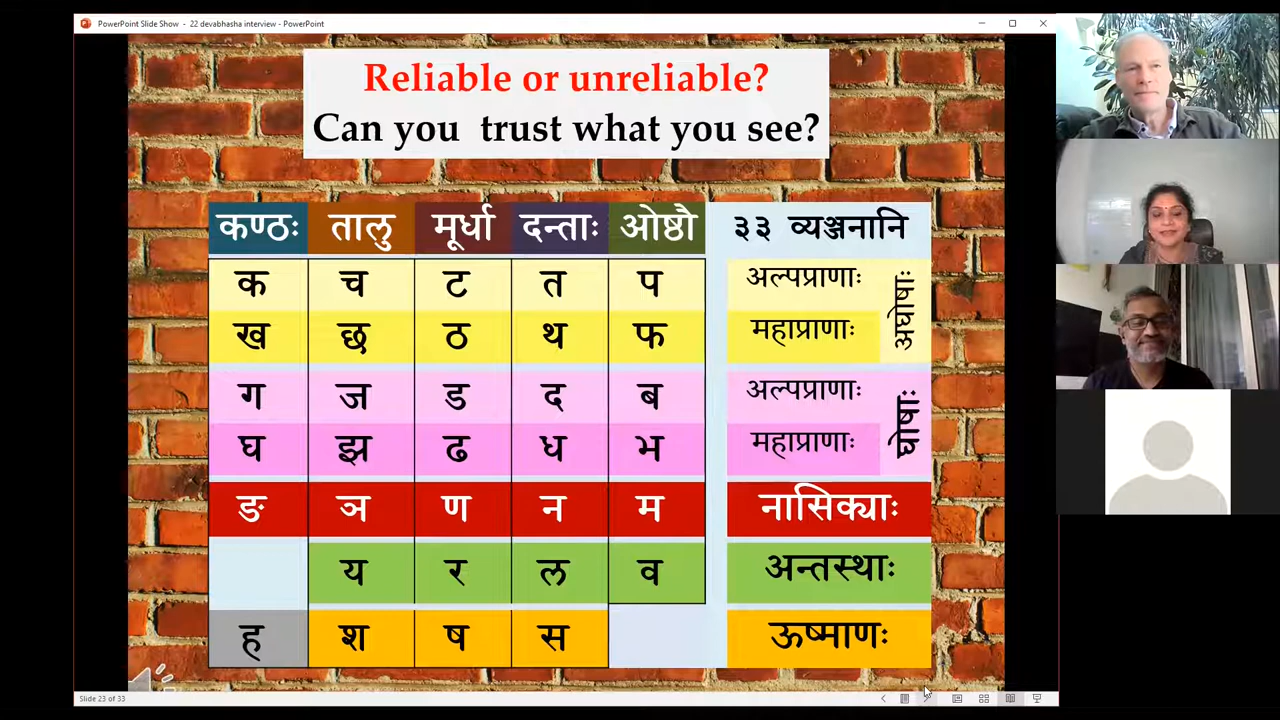 PowerPoint Slide Show - 22 devabhasha interview - PowerPoint
Reliable or unreliable?
Can you trust what you see?
कण्ठः तालु मूर्धा दन्ताः ओष्ठौ ३३ व्यञ्जनानि
क च ट त प अल्पप्राणाः
ख छ ठ थ फ महाप्राणाः
अघोषाः
ग ज ड द ब अल्पप्राणाः
घ झ ढ ध भ महाप्राणाः
घोषाः
ङ ञ ण न म नासिक्याः
य र ल व अन्तस्थाः
ह श ष स ऊष्माणः
Slide 23 of 33